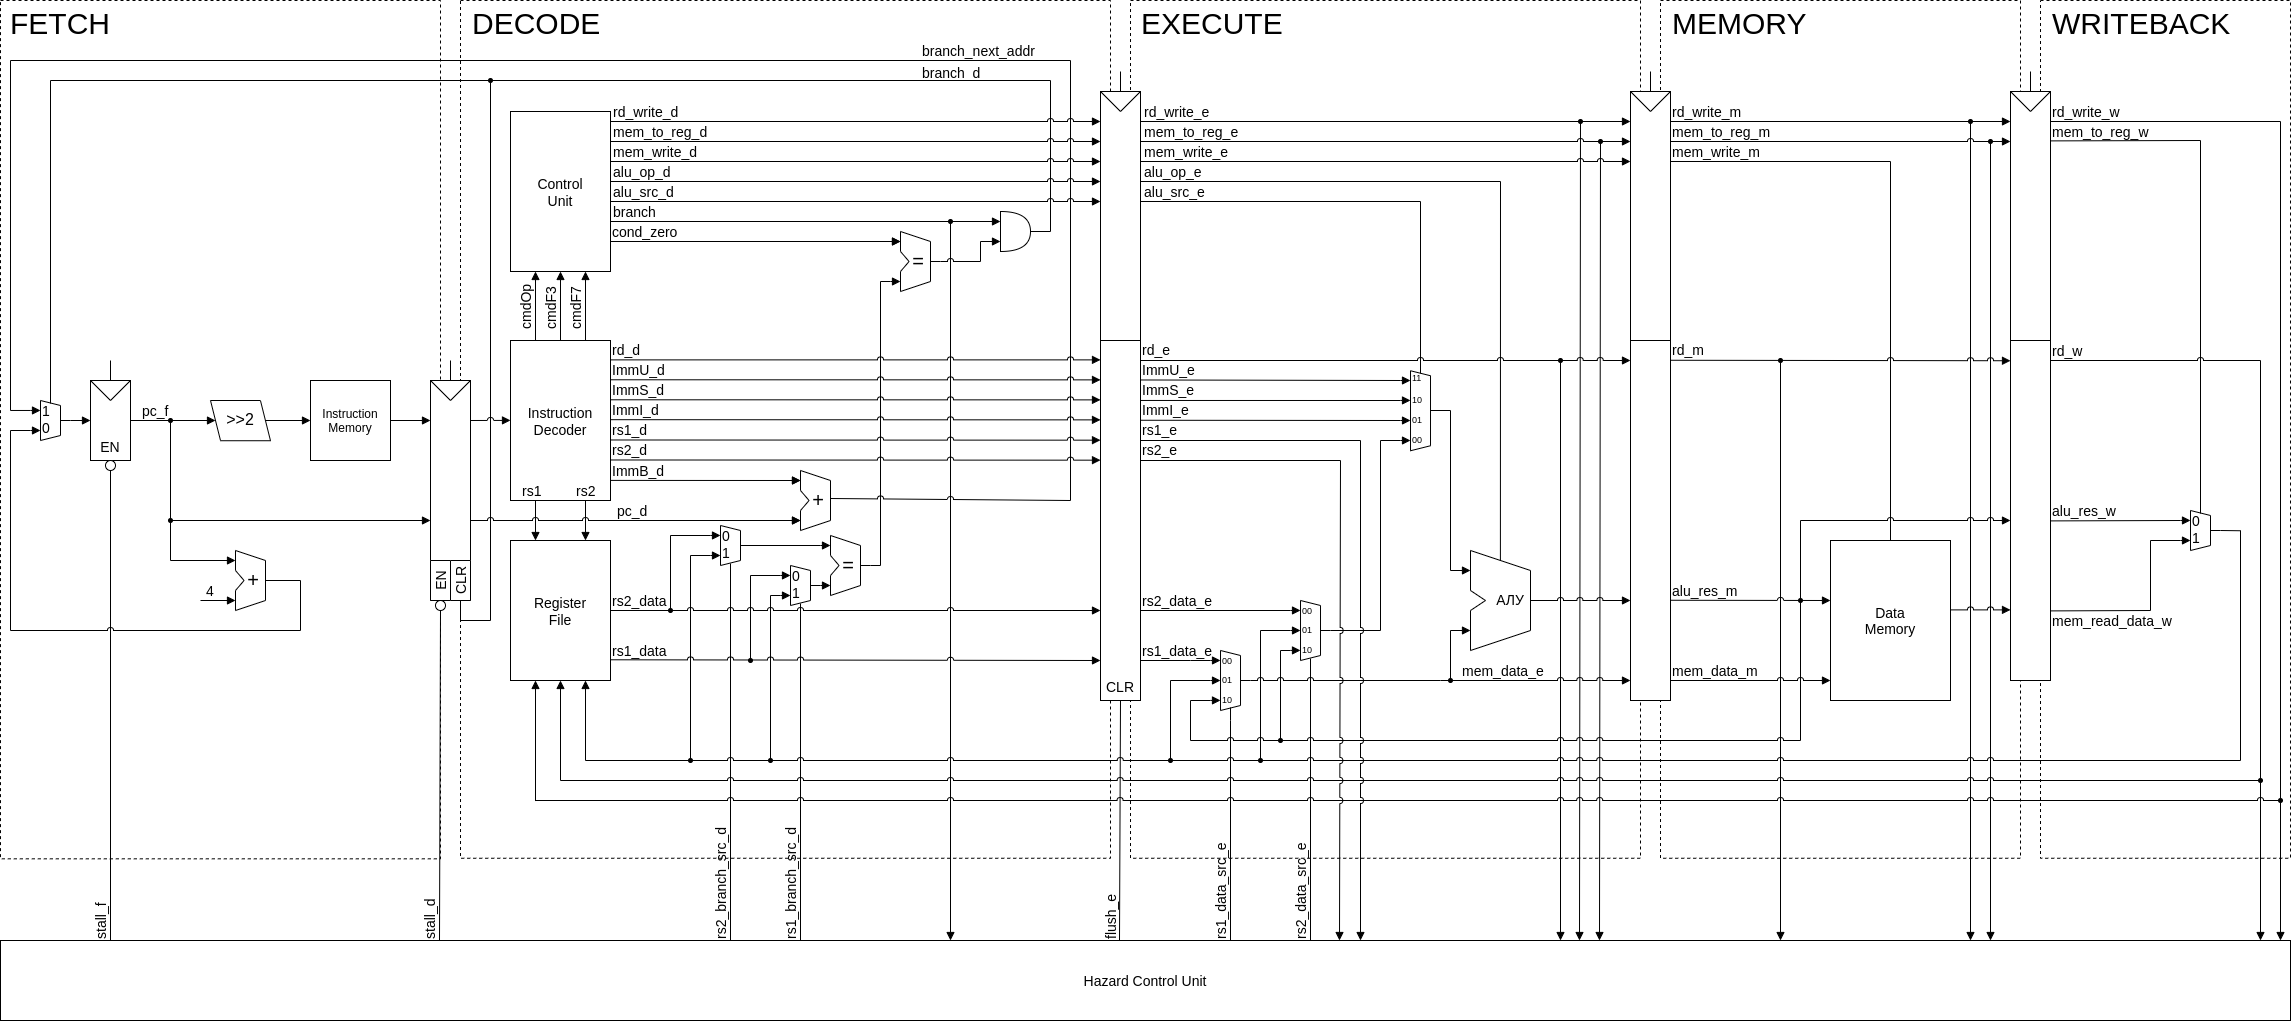 FETCH
DECODE
EXECUTE
MEMORY
WRITEBACK
branch_next_addr
branch_d
rd_write_d
mem_to_reg_d
mem_write_d
alu_op_d
alu_src_d
branch
cond_zero
Control
Unit
=
cmdOp
cmdF3
cmdF7
rd_write_e
mem_to_reg_e
mem_write_e
alu_op_e
alu_src_e
rd_write_m
mem_to_reg_m
mem_write_m
rd_write_w
mem_to_reg_w
1
0
EN
pc_f
>>2
Instruction
Memory
4
+
EN
CLR
Instruction
Decoder
rs1
rs2
rd_d
ImmU_d
ImmS_d
ImmI_d
rs1_d
rs2_d
ImmB_d
pc_d
+
0
1
0
1
=
Register
File
rs2_data
rs1_data
CLR
rd_e
ImmU_e
ImmS_e
ImmI_e
rs1_e
rs2_e
11
10
01
00
rs2_data_e
rs1_data_e
00
01
10
00
01
10
АЛУ
mem_data_e
rd_m
alu_res_m
mem_data_m
Data
Memory
rd_w
alu_res_w
mem_read_data_w
0
1
stall_f
stall_d
rs2_branch_src_d
rs1_branch_src_d
flush_e
rs1_data_src_e
rs2_data_src_e
Hazard Control Unit